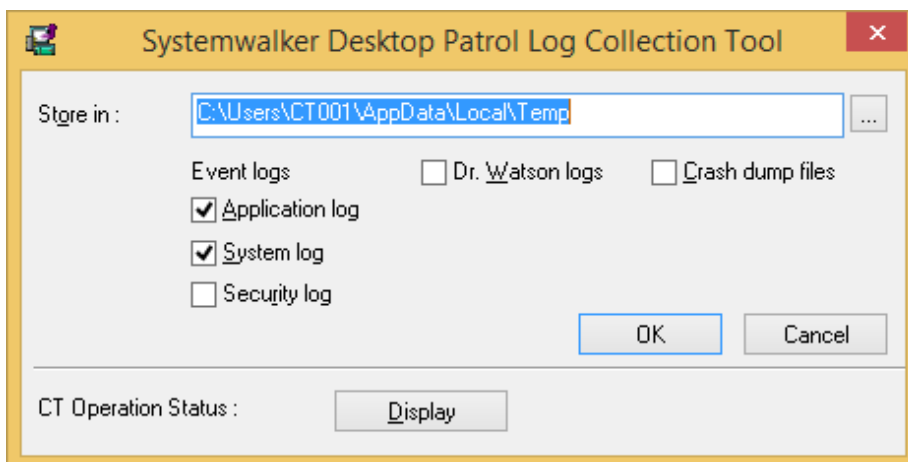 Systemwalker Desktop Patrol Log Collection Tool
Store in : C:\Users\CT001\AppData\Local\Temp ...
Event logs Dr. Watson logs Crash dump files
Application log
System log
Security log
OK Cancel
CT Operation Status : Display